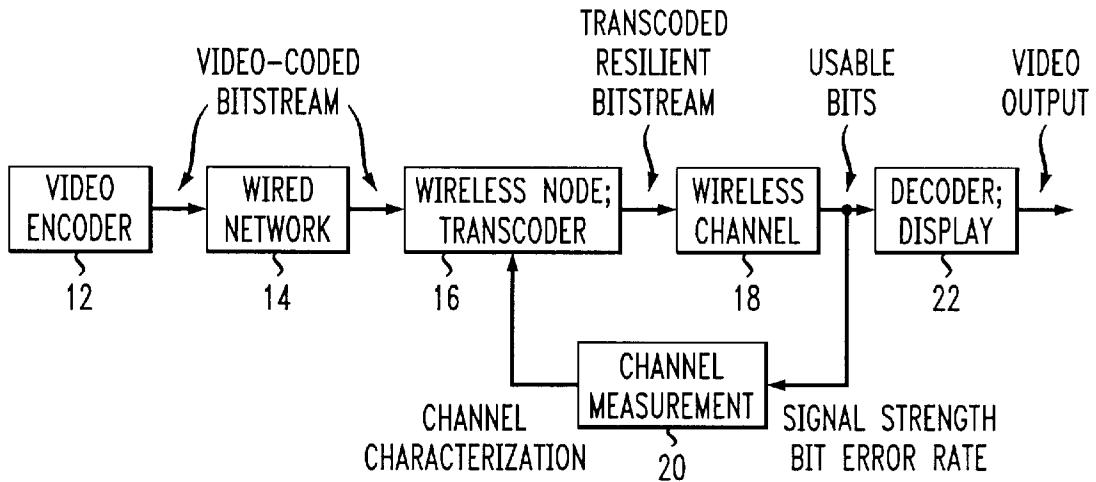 VIDEO-CODED
BITSTREAM
TRANSCODED
RESILIENT
BITSTREAM
USABLE
BITS
VIDEO
OUTPUT
VIDEO
ENCODER
12
WIRED
NETWORK
14
WIRELESS NODE;
TRANSCODER
16
WIRELESS
CHANNEL
18
DECODER;
DISPLAY
22
CHANNEL
MEASUREMENT
20
CHANNEL
CHARACTERIZATION
SIGNAL STRENGTH
BIT ERROR RATE